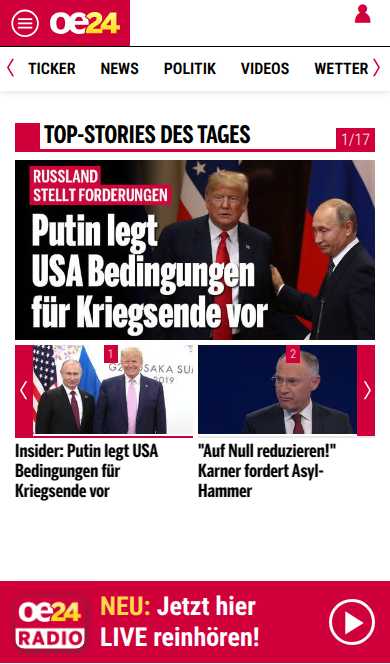 oe24
TICKER NEWS POLITIK VIDEOS WETTER
TOP-STORIES DES TAGES
1/17
RUSSLAND
STELLT FORDERUNGEN
Putin legt
USA Bedingungen
für Kriegsende vor
1
2
G20 OSAKA SU
2019
Insider: Putin legt USA
Bedingungen für
Kriegsende vor
"Auf Null reduzieren!"
Karner fordert Asyl-
Hammer
oe24
RADIO
NEU: Jetzt hier
LIVE reinhören!